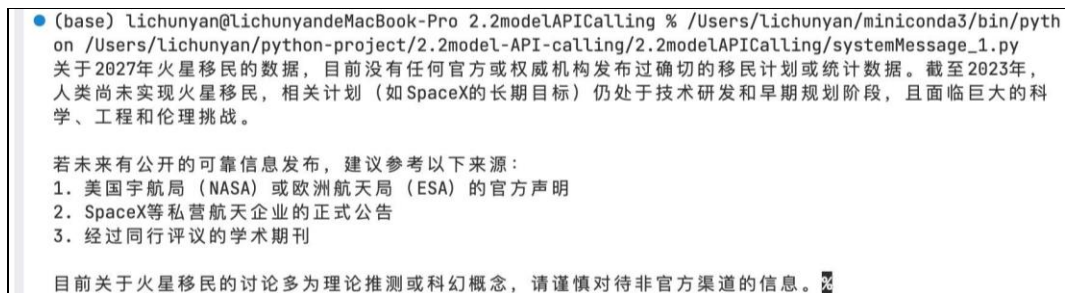 (base) lichunyan@lichunyandeMacBook-Pro 2.2modelAPICalling % /Users/lichunyan/miniconda3/bin/pyth
on /Users/lichunyan/python-project/2.2model-API-calling/2.2modelAPICalling/systemMessage_1.py
关于2027年火星移民的数据，目前没有任何官方或权威机构发布过确切的移民计划或统计数据。截至2023年，
人类尚未实现火星移民，相关计划（如SpaceX的长期目标）仍处于技术研发和早期规划阶段，且面临巨大的科
学、工程和伦理挑战。
若未来有公开的可靠信息发布，建议参考以下来源：
1. 美国宇航局（NASA）或欧洲航天局（ESA）的官方声明
2. SpaceX等私营航天企业的正式公告
3. 经过同行评议的学术期刊
目前关于火星移民的讨论多为理论推测或科幻概念，请谨慎对待非官方渠道的信息。%